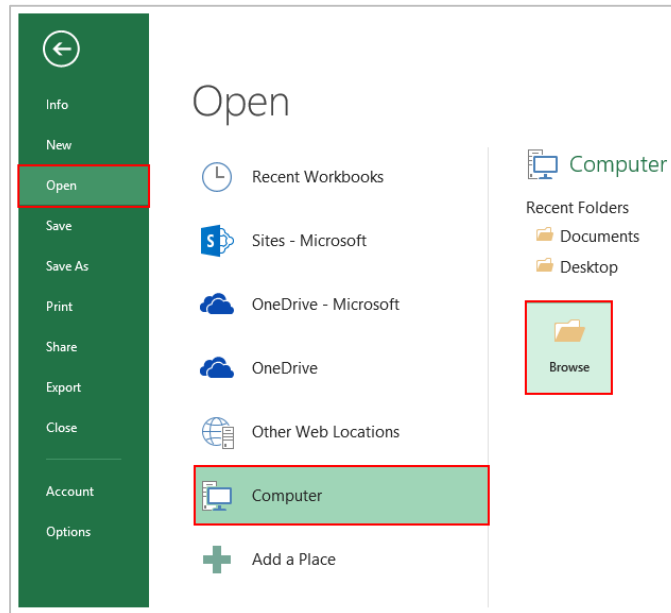 Info
New
Open
Save
Save As
Print
Share
Export
Close
Account
Options
Open
Recent Workbooks
Sites - Microsoft
OneDrive - Microsoft
OneDrive
Other Web Locations
Computer
Add a Place
Computer
Recent Folders
Documents
Desktop
Browse